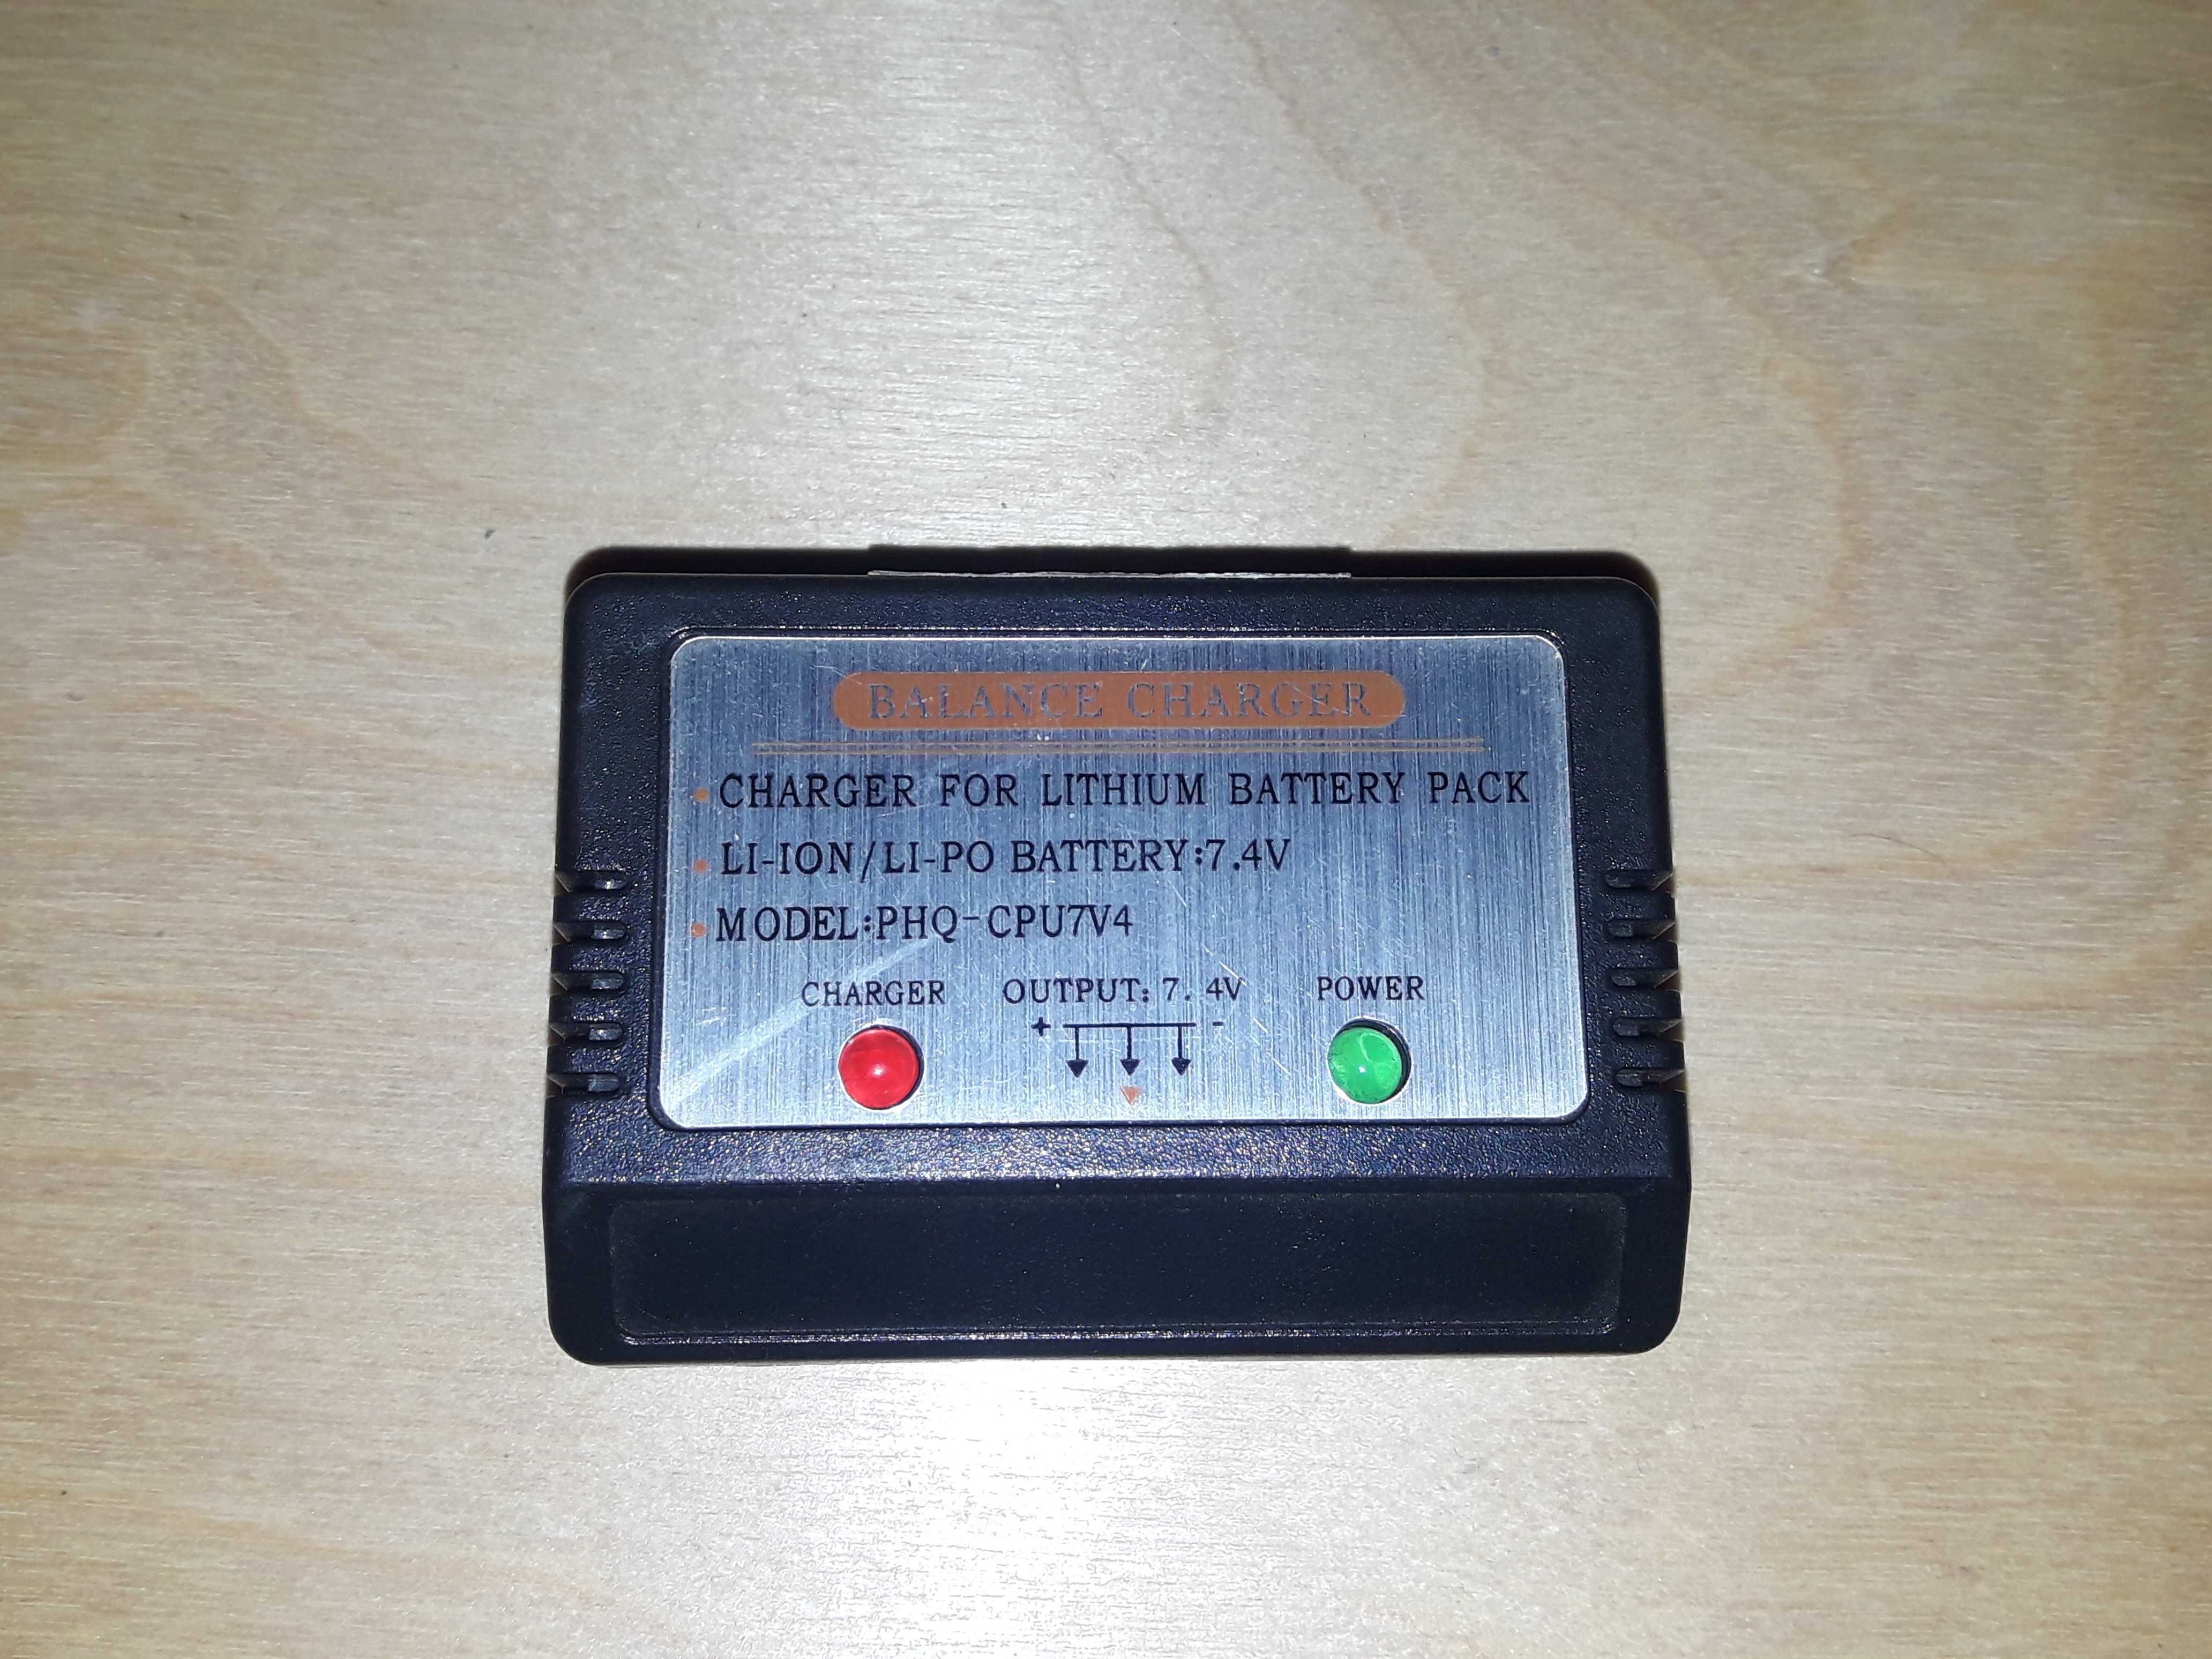 BALANCE CHARGER
CHARGER FOR LITHIUM BATTERY PACK
LI-ION/LI-PO BATTERY:7.4V
MODEL:PHQ-CPU7V4
CHARGER OUTPUT: 7. 4V POWER
+ -